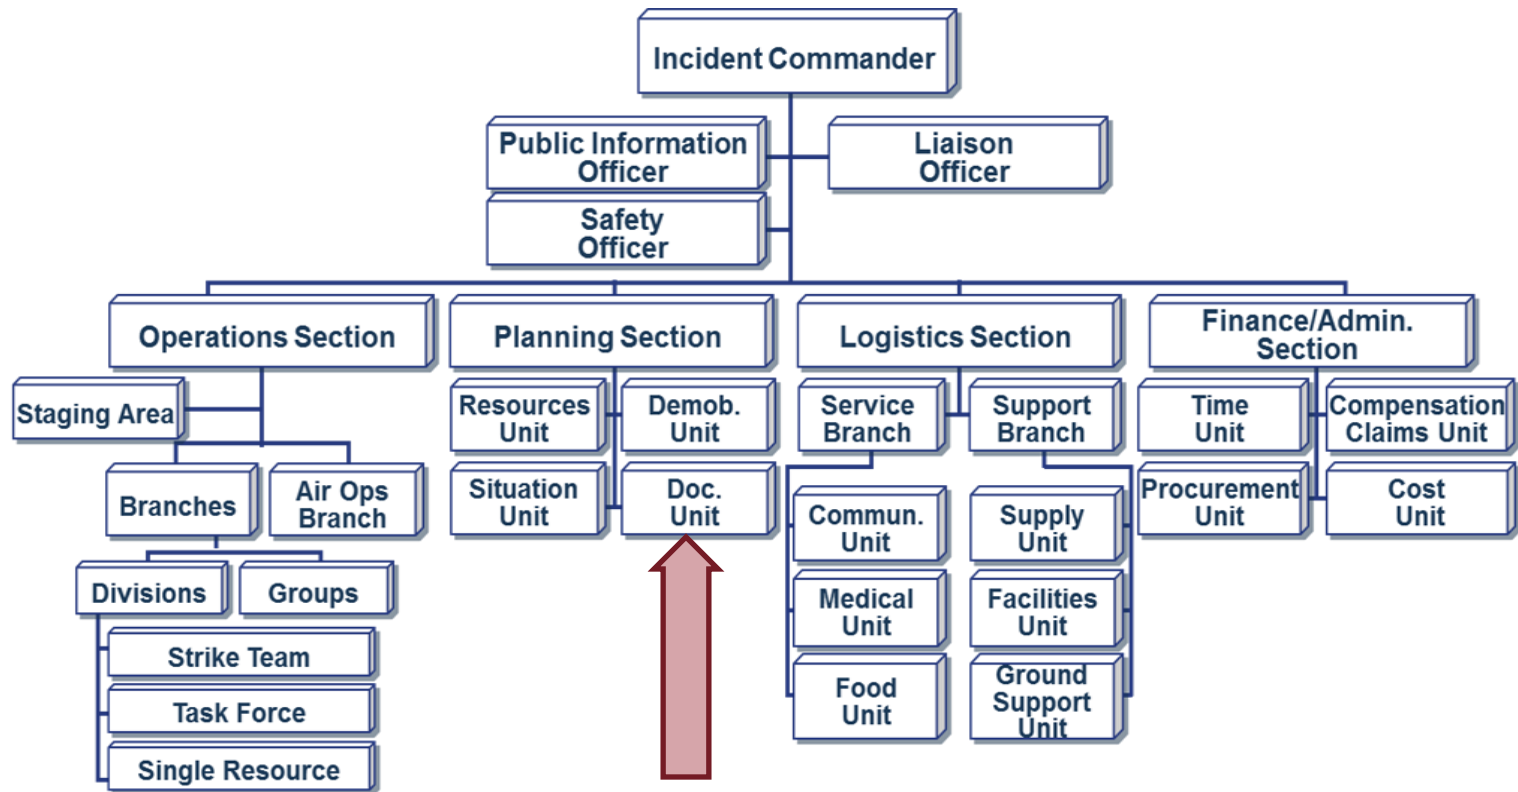 Incident Commander
Public Information
Officer
Liaison
Officer
Safety
Officer
Operations Section
Planning Section
Logistics Section
Finance/Admin.
Section
Staging Area
Branches
Air Ops
Branch
Divisions
Groups
Strike Team
Task Force
Single Resource
Resources
Unit
Demob.
Unit
Situation
Unit
Doc.
Unit
Service
Branch
Support
Branch
Commun.
Unit
Supply
Unit
Medical
Unit
Facilities
Unit
Food
Unit
Ground
Support
Unit
Time
Unit
Compensation
Claims Unit
Procurement
Unit
Cost
Unit